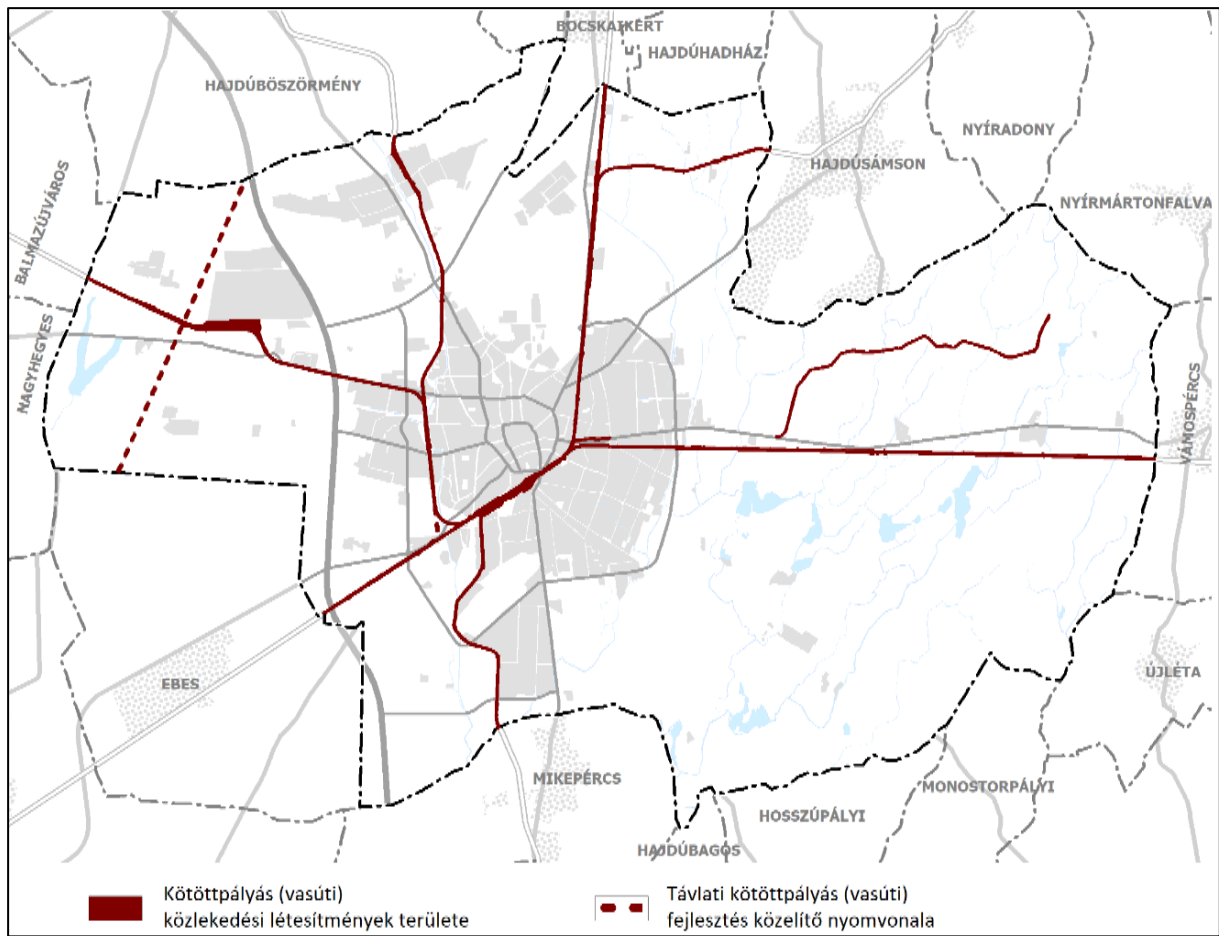 BOCSKAIKERT
HAJDÚHADHÁZ
HAJDÚBÖSZÖRMÉNY
NYÍRADONY
HAJDÚSÁMSON
NYÍRMÁRTONFALVA
BALMAZÚJVÁROS
NAGYHEGYES
VÁMOSPÉRCS
EBES
ÚJLÉTA
MIKEPÉRCS
MONOSTORPÁLYI
HOSSZÚPÁLYI
HAJDÚBAGOS
Kötöttpályás (vasúti)
közlekedési létesítmények területe
Távlati kötöttpályás (vasúti)
fejlesztés közelítő nyomvonala